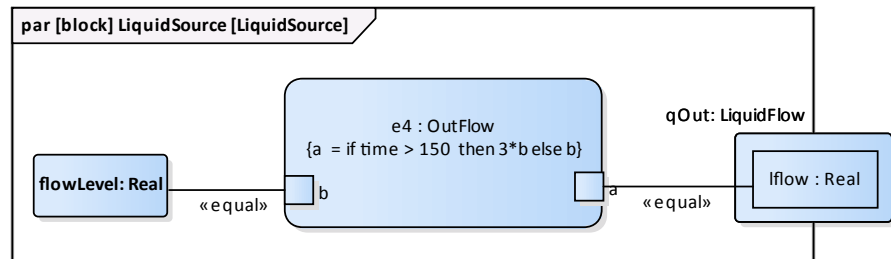 par [block] LiquidSource [LiquidSource]
e4 : OutFlow
{a = if time > 150 then 3*b else b}
qOut: LiquidFlow
flowLevel: Real
«equal»
b
a
«equal»
lflow : Real